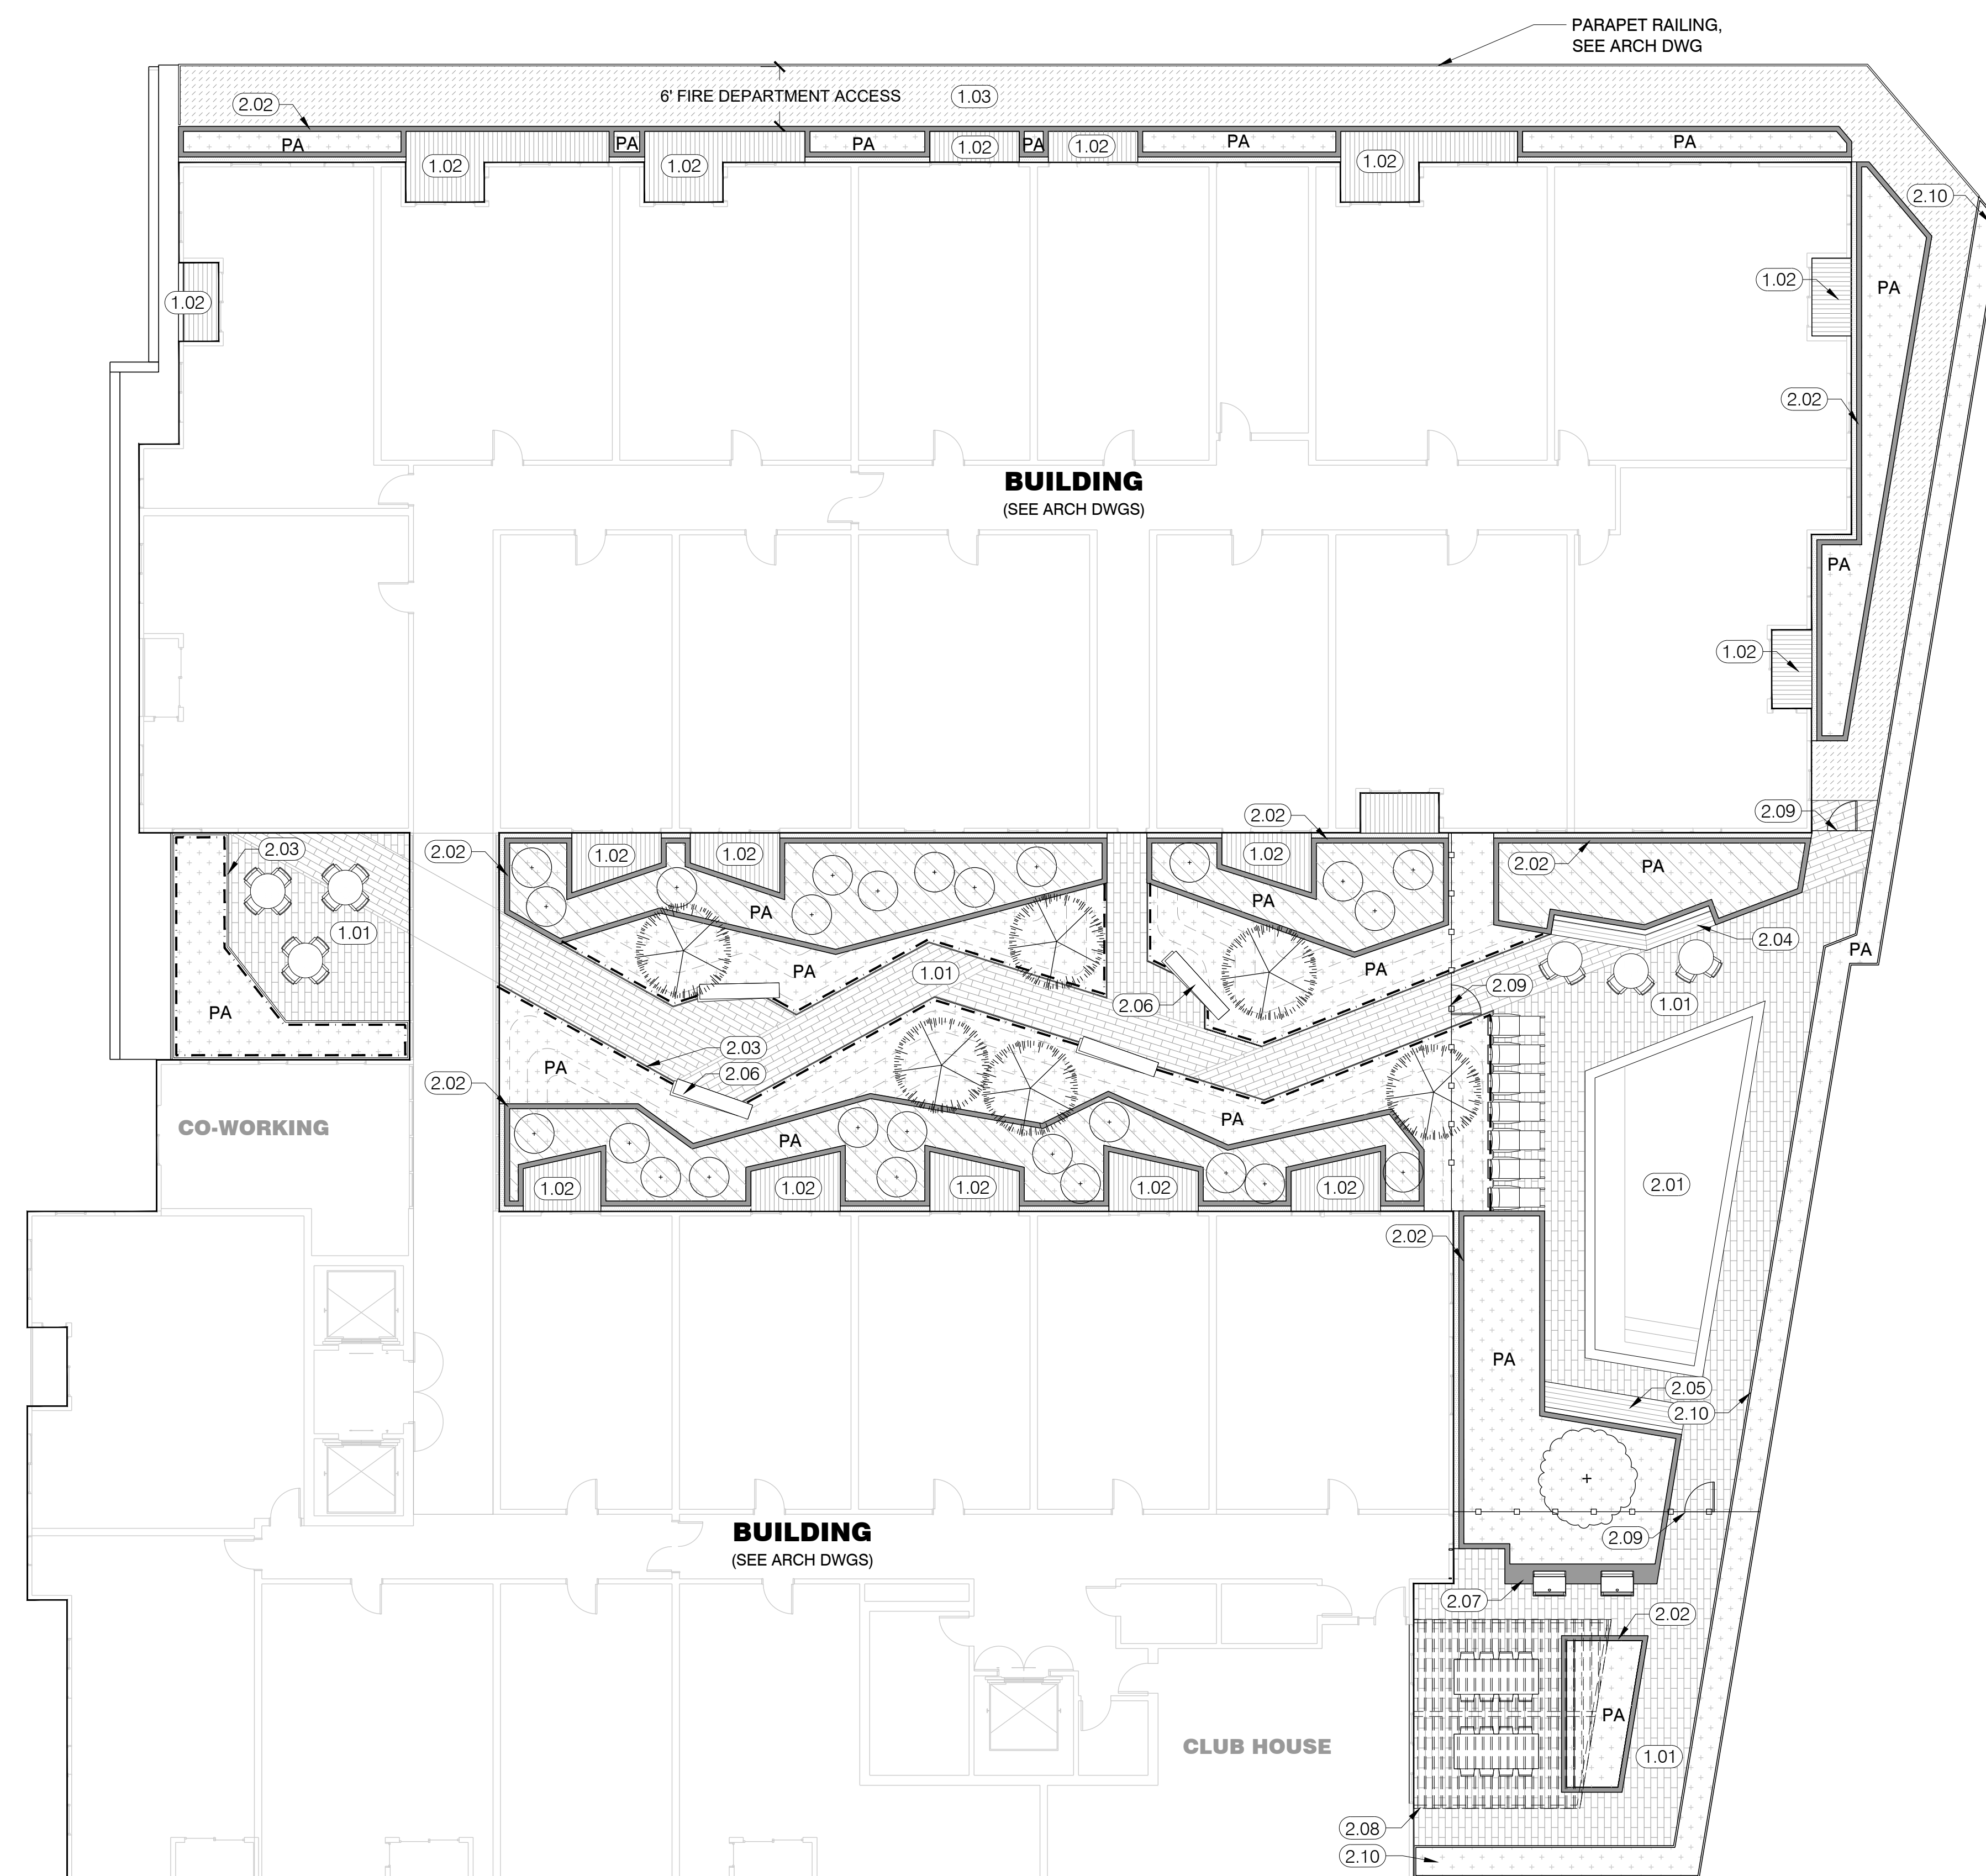 PARAPET RAILING,
SEE ARCH DWG
2.02
6' FIRE DEPARTMENT ACCESS
1.03
PA
PA
PA
PA
PA
PA
1.02
1.02
1.02
1.02
1.02
2.10
1.02
1.02
PA
2.02
BUILDING
(SEE ARCH DWGS)
PA
1.02
2.09
2.02
2.03
2.02
1.02
1.02
1.02
2.02
PA
1.01
PA
PA
2.04
PA
PA
1.01
PA
2.06
2.09
1.01
PA
2.03
PA
2.06
2.02
CO-WORKING
PA
PA
2.01
1.02
1.02
1.02
1.02
1.02
2.02
PA
2.05
2.10
BUILDING
(SEE ARCH DWGS)
2.09
2.07
2.02
PA
CLUB HOUSE
1.01
2.08
2.10